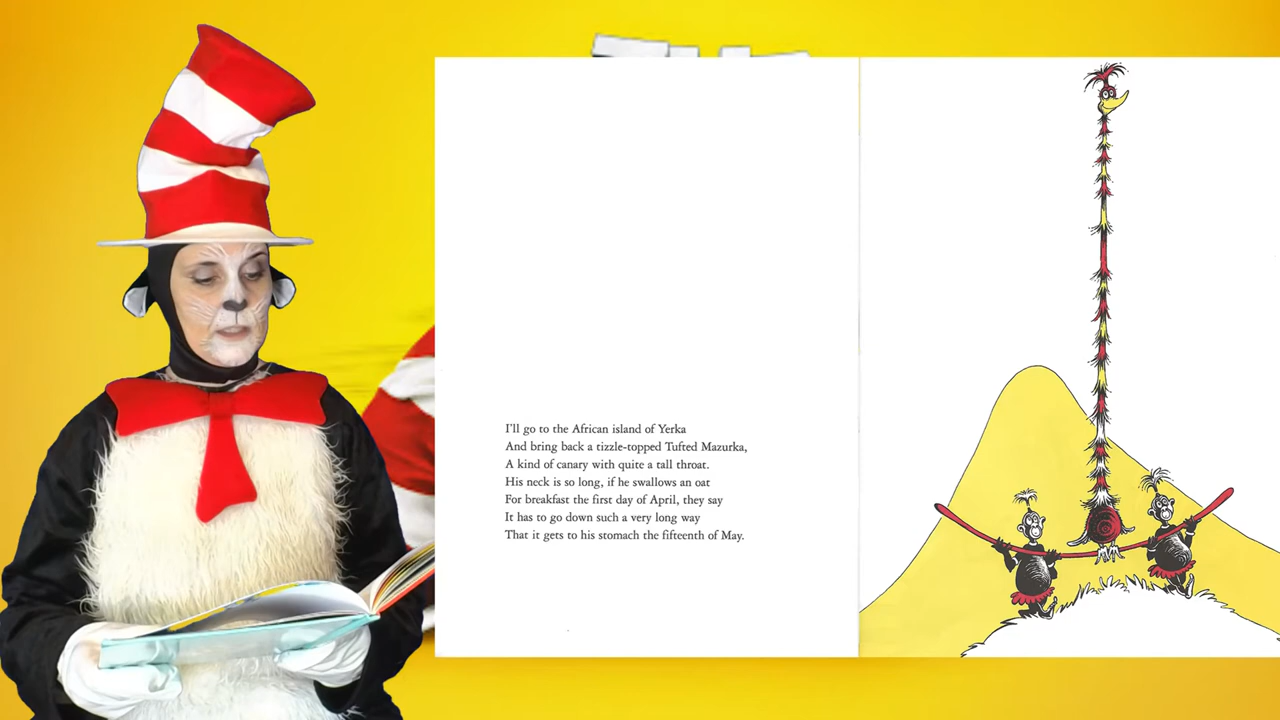 I'll go to the African island of Yerka
And bring back a tizzle-topped Tufted Mazurka,
A kind of canary with quite a tall throat.
His neck is so long, if he swallows an oat
For breakfast the first day of April, they say
It has to go down such a very long way
That it gets to his stomach the fifteenth of May.